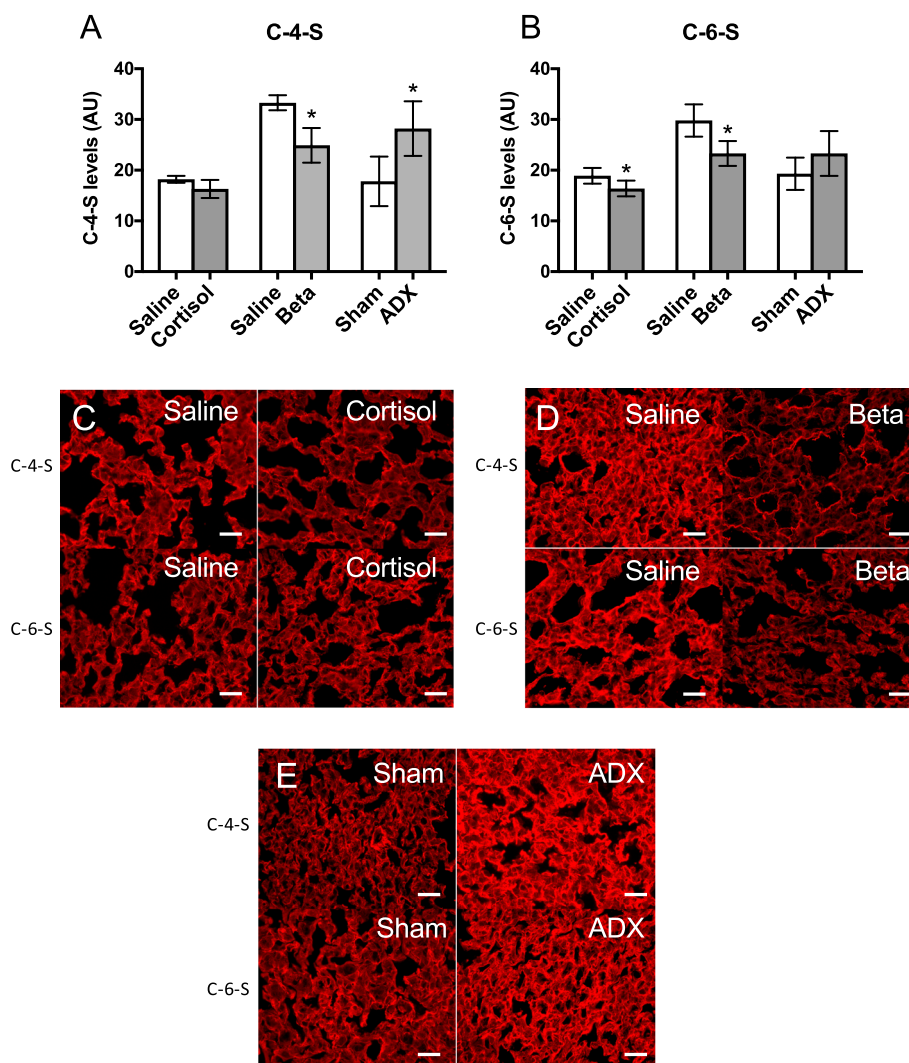 A
C-4-S
C-4-S levels (AU)
40
30
20
10
0
*
*
Saline
Cortisol
Saline
Beta
Sham
ADX
B
C-6-S
C-6-S levels (AU)
40
30
20
10
0
*
*
Saline
Cortisol
Saline
Beta
Sham
ADX
C
Saline
Cortisol
C-4-S
Saline
Cortisol
C-6-S
D
Saline
Beta
C-4-S
Saline
Beta
C-6-S
E
Sham
ADX
C-4-S
Sham
ADX
C-6-S